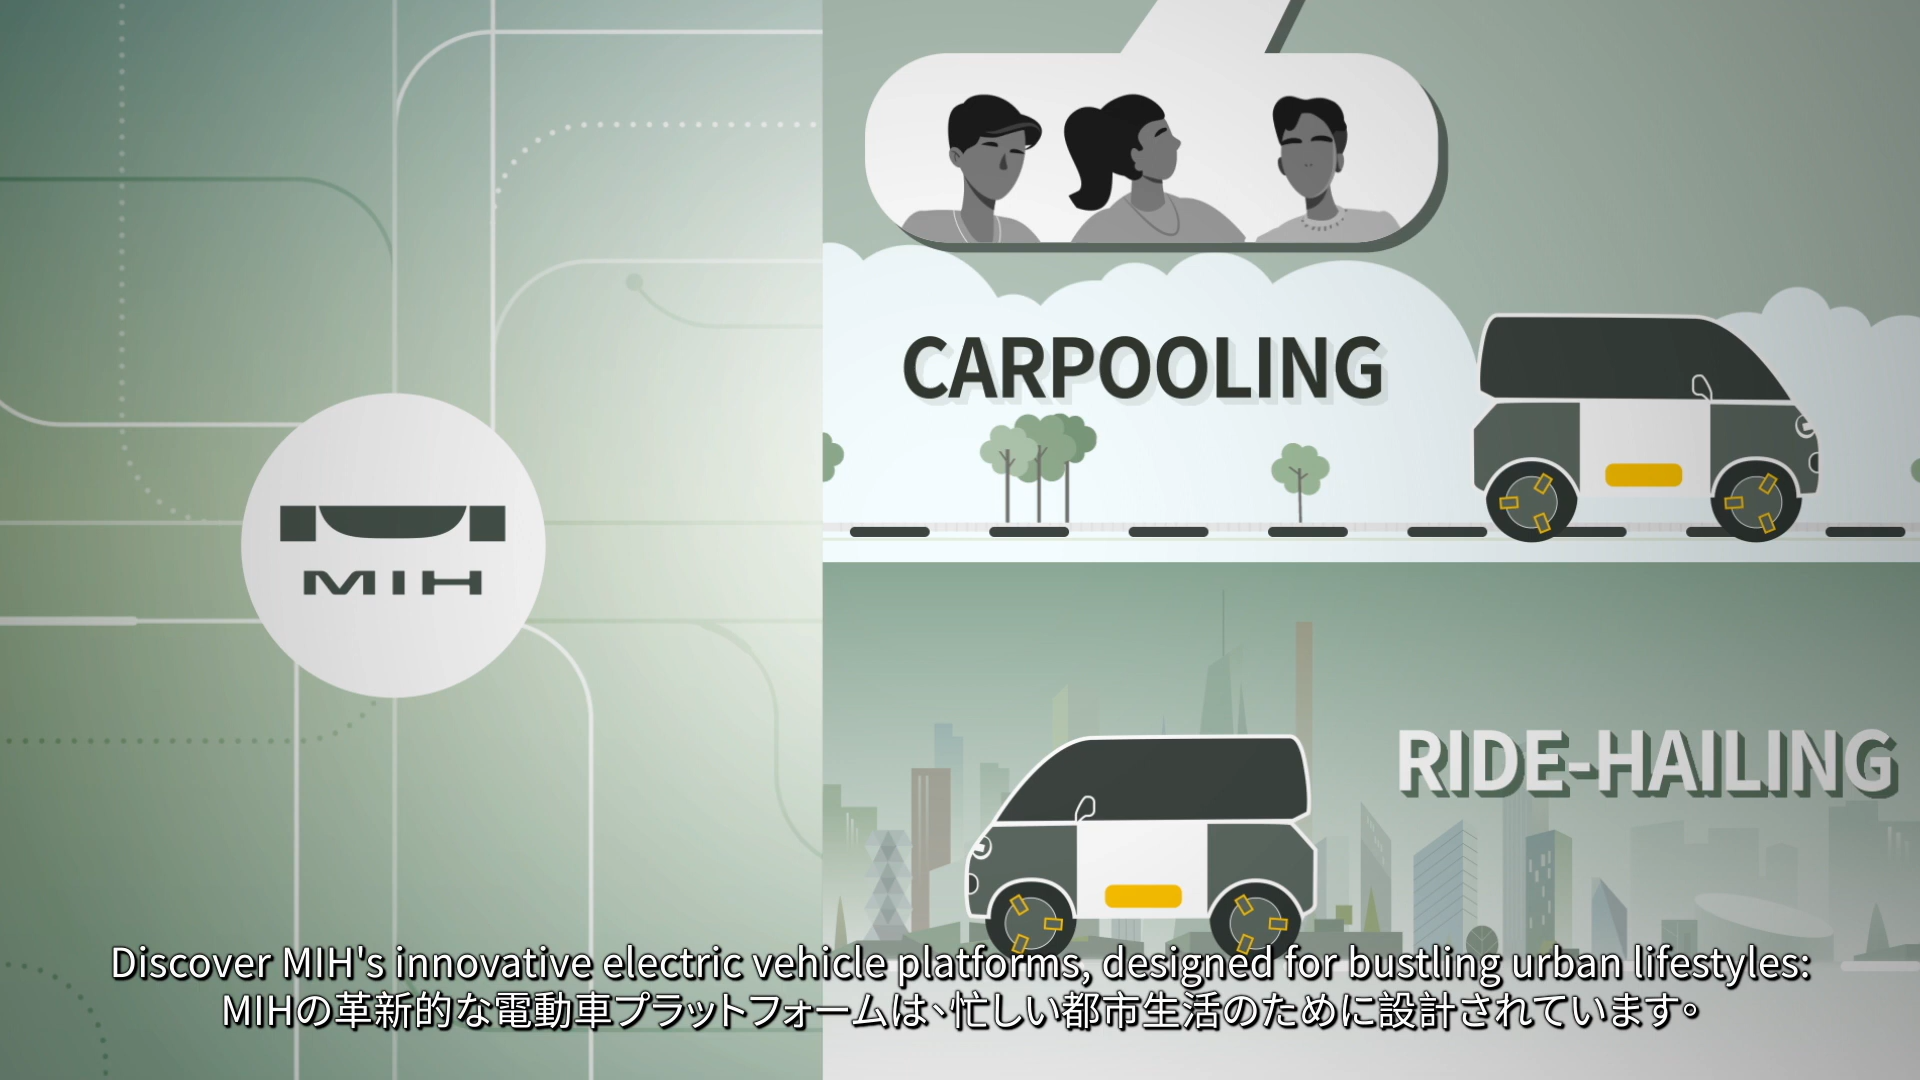 MIH
CARPOOLING
RIDE-HAILING
Discover MIH's innovative electric vehicle platforms, designed for bustling urban lifestyles:
MIHの革新的な電動車プラットフォームは、忙しい都市生活のために設計されています。